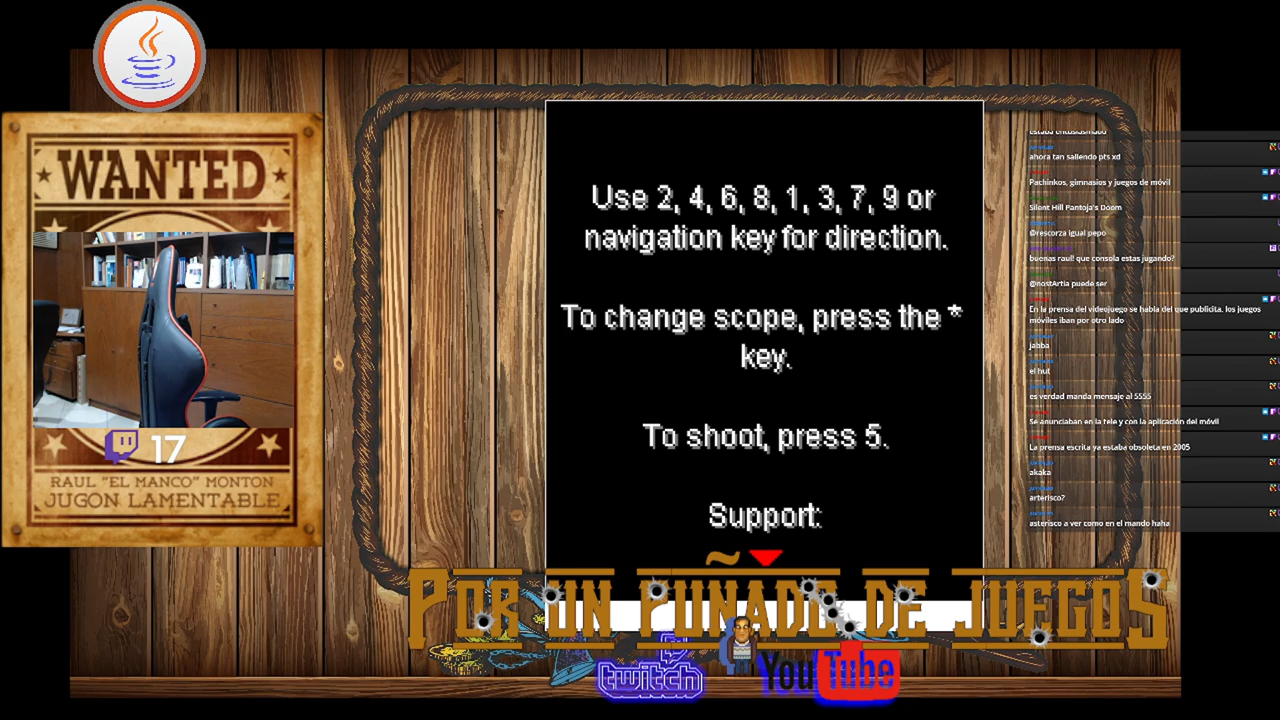 WANTED
17
RAUL "EL MANCO" MONTON
JUGON LAMENTABLE
Use 2, 4, 6, 8, 1, 3, 7, 9 or
navigation key for direction.
To change scope, press the *
key.
To shoot, press 5.
Support:
POR UN PUÑADO DE JUEGOS
twitch
YouTube
estaba entusiasmado
ahora tan saliendo pts xd
Pachinkos, gimnasios y juegos de móvil
Silent Hill Pantoja's Doom
@rescorza igual pepo
buenas raul! que consola estas jugando?
@nostArtia puede ser
En la prensa del videojuego se habla del que publicita. los juegos
móviles iban por otro lado
jabba
el hut
es verdad manda mensaje al 5555
Se anunciaban en la tele y con la aplicación del móvil
La prensa escrita ya estaba obsoleta en 2005
akaka
arterisco?
asterisco a ver como en el mando haha